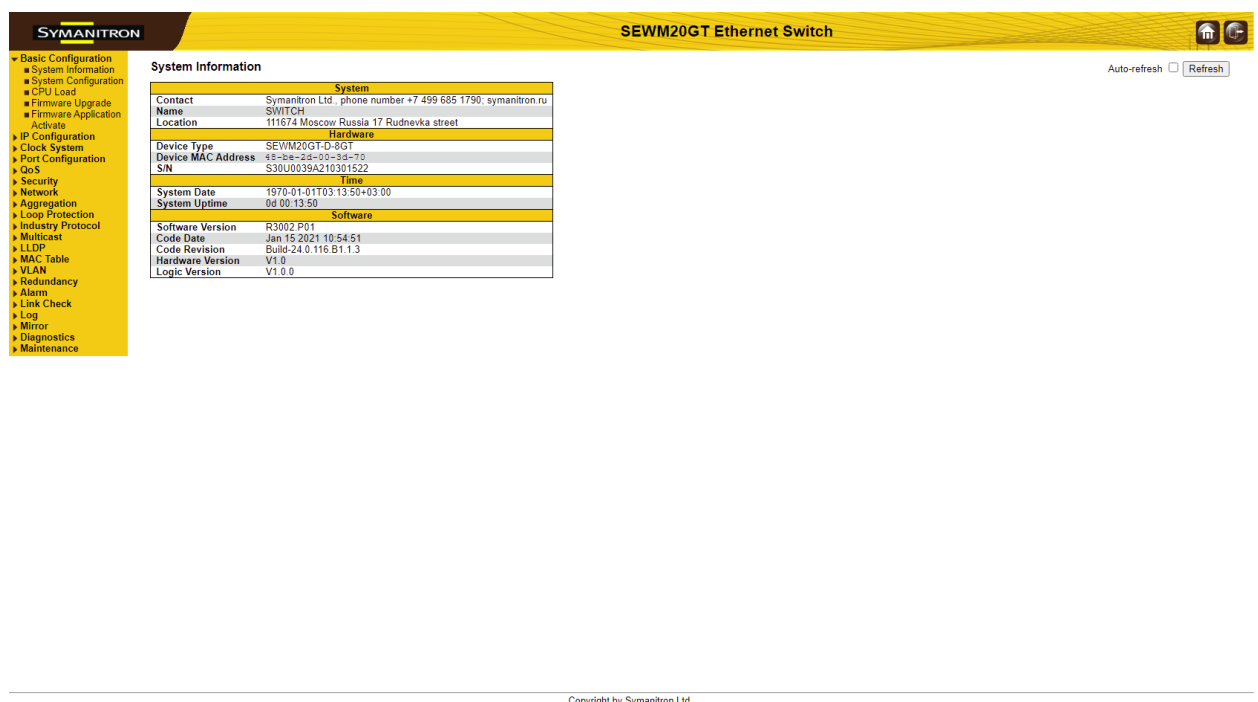 SYMANITRON
SEWM20GT Ethernet Switch
Basic Configuration
System Information
System Configuration
CPU Load
Firmware Upgrade
Firmware Application
Activate
IP Configuration
Clock System
Port Configuration
QoS
Security
Network
Aggregation
Loop Protection
Industry Protocol
Multicast
LLDP
MAC Table
VLAN
Redundancy
Alarm
Link Check
Log
Mirror
Diagnostics
Maintenance
System Information
Auto-refresh Refresh
System
Contact Symanitron Ltd., phone number +7 499 685 1790; symanitron.ru
Name SWITCH
Location 111674 Moscow Russia 17 Rudnevka street
Hardware
Device Type SEWM20GT-D-8GT
Device MAC Address 48-be-2d-00-3d-70
S/N S30U0039A210301522
Time
System Date 1970-01-01T03:13:50+03:00
System Uptime 0d 00:13:50
Software
Software Version R3002.P01
Code Date Jan 15 2021 10:54:51
Code Revision Build-24.0.116.B1.1.3
Hardware Version V1.0
Logic Version V1.0.0
Copyright by Symanitron Ltd